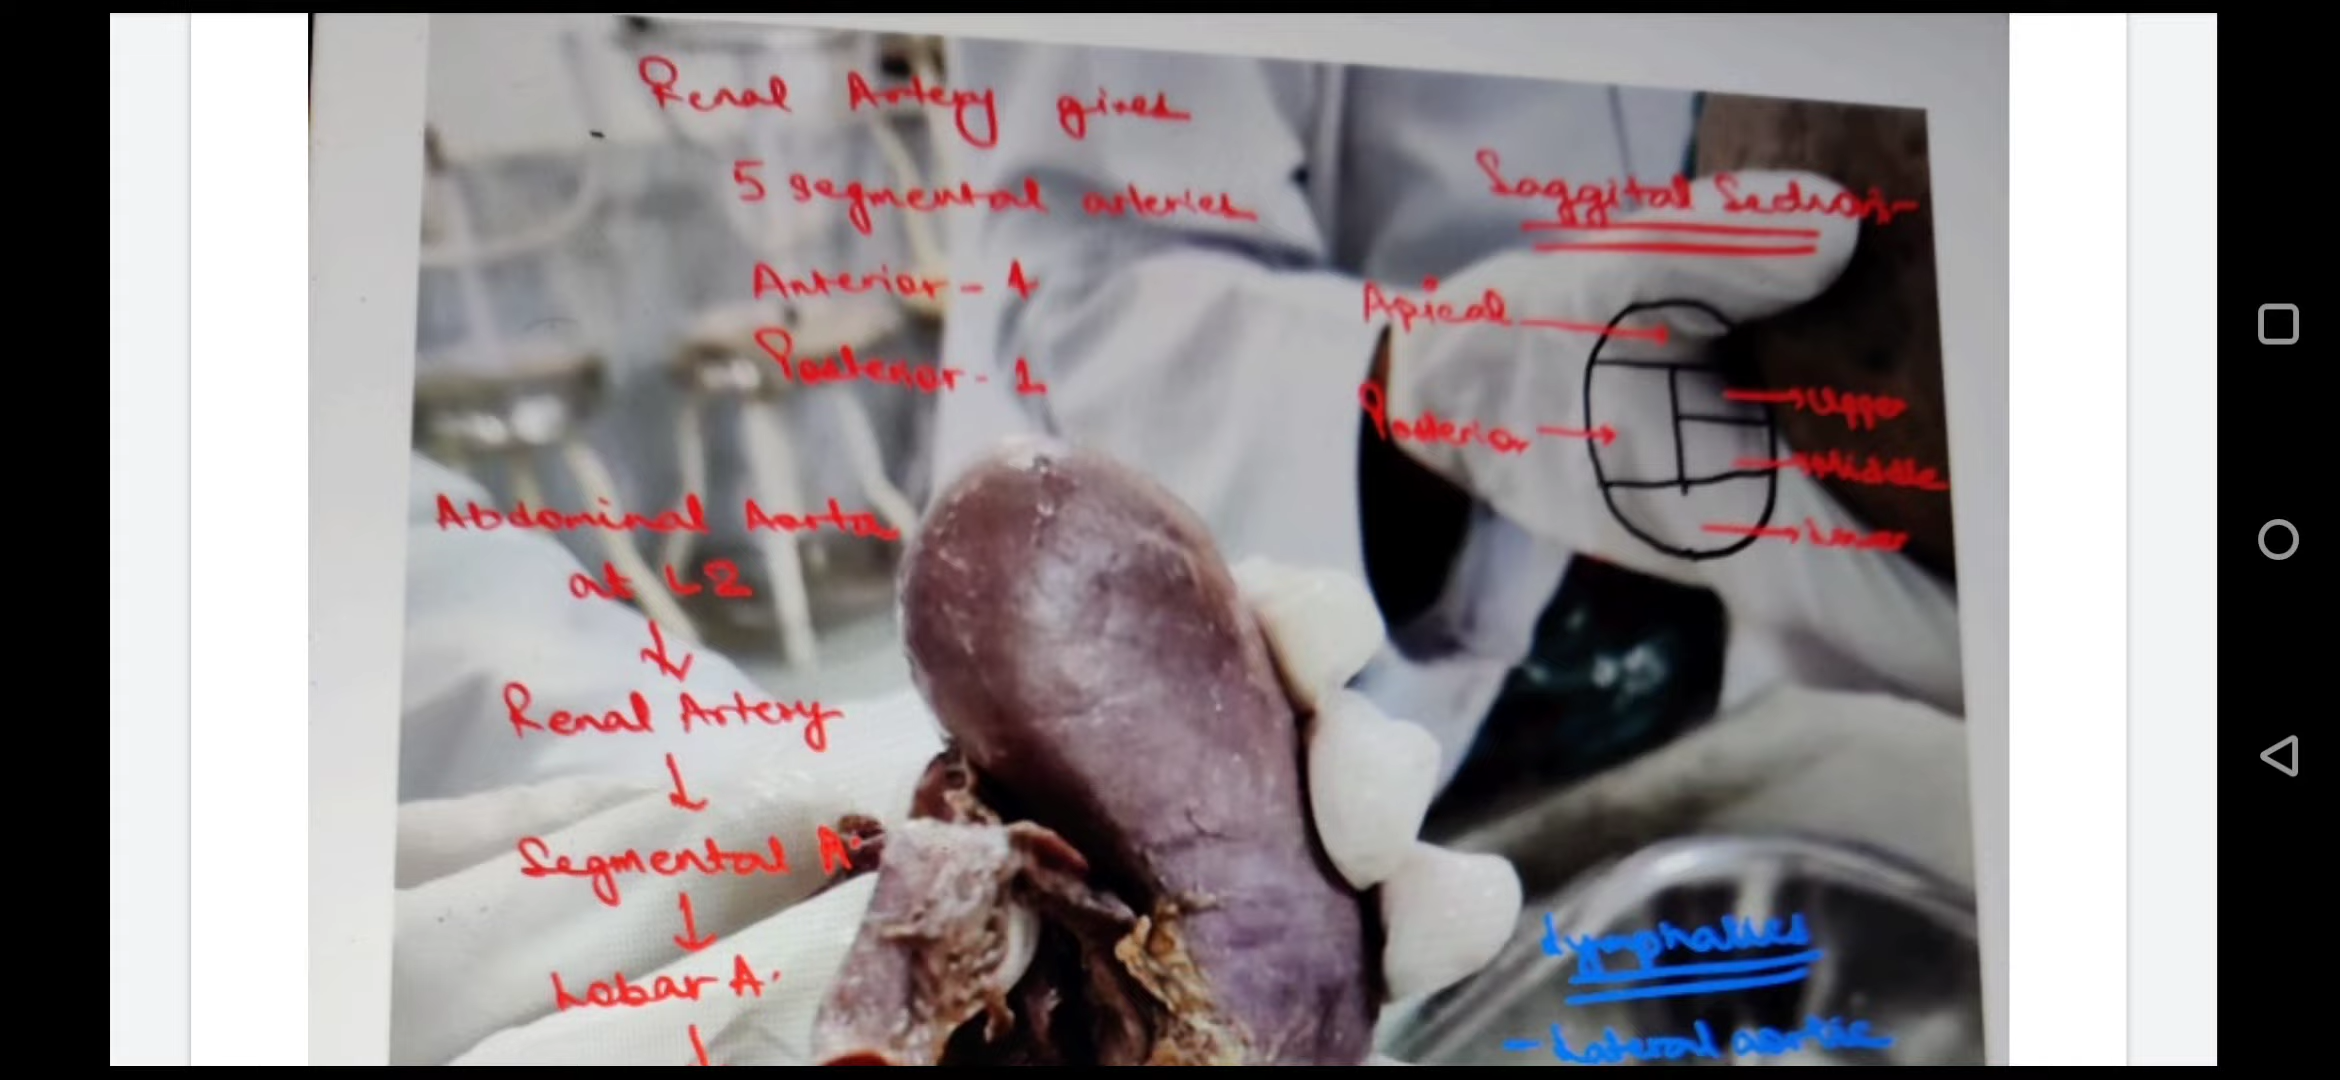 Renal Artery gives
5 segmental arteries
Anterior - 4
Posterior - 1
Saggital Section-
Apical
Posterior
Upper
Middle
Lower
Abdominal Aorta
at L2
Renal Artery
Segmental A.
Lobar A.
Lymphatics
- Lateral aortic